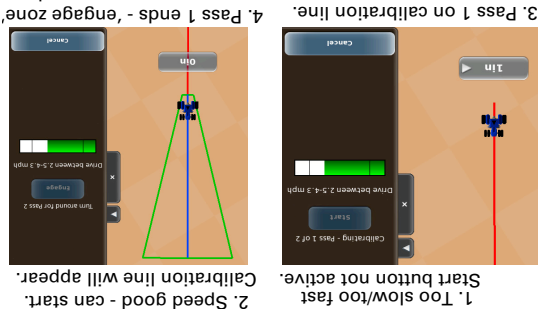 1. Too slow/too fast
Start button not active.
2. Speed good - can start.
Calibration line will appear.
Calibrating - Pass 1 of 2
Start
Drive between 2.5-4.3 mph
1in
Cancel
Turn around for Pass 2
Engage
Drive between 2.5-4.3 mph
0in
Cancel
3. Pass 1 on calibration line.
4. Pass 1 ends - 'engage zone'